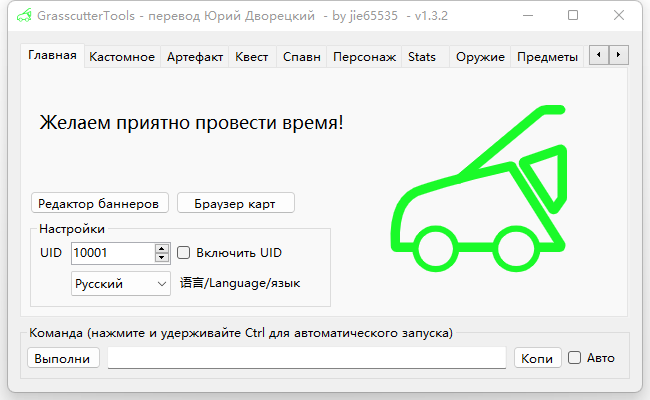 GrasscutterTools - перевод Юрий Дворецкий - by jie65535 - v1.3.2
Главная Кастомное Артефакт Квест Спавн Персонаж Stats Оружие Предметы
Желаем приятно провести время!
Редактор баннеров Браузер карт
Настройки
UID 10001 Включить UID
Русский 语言/Language/язык
Команда (нажмите и удерживайте Ctrl для автоматического запуска)
Выполни Копи Авто